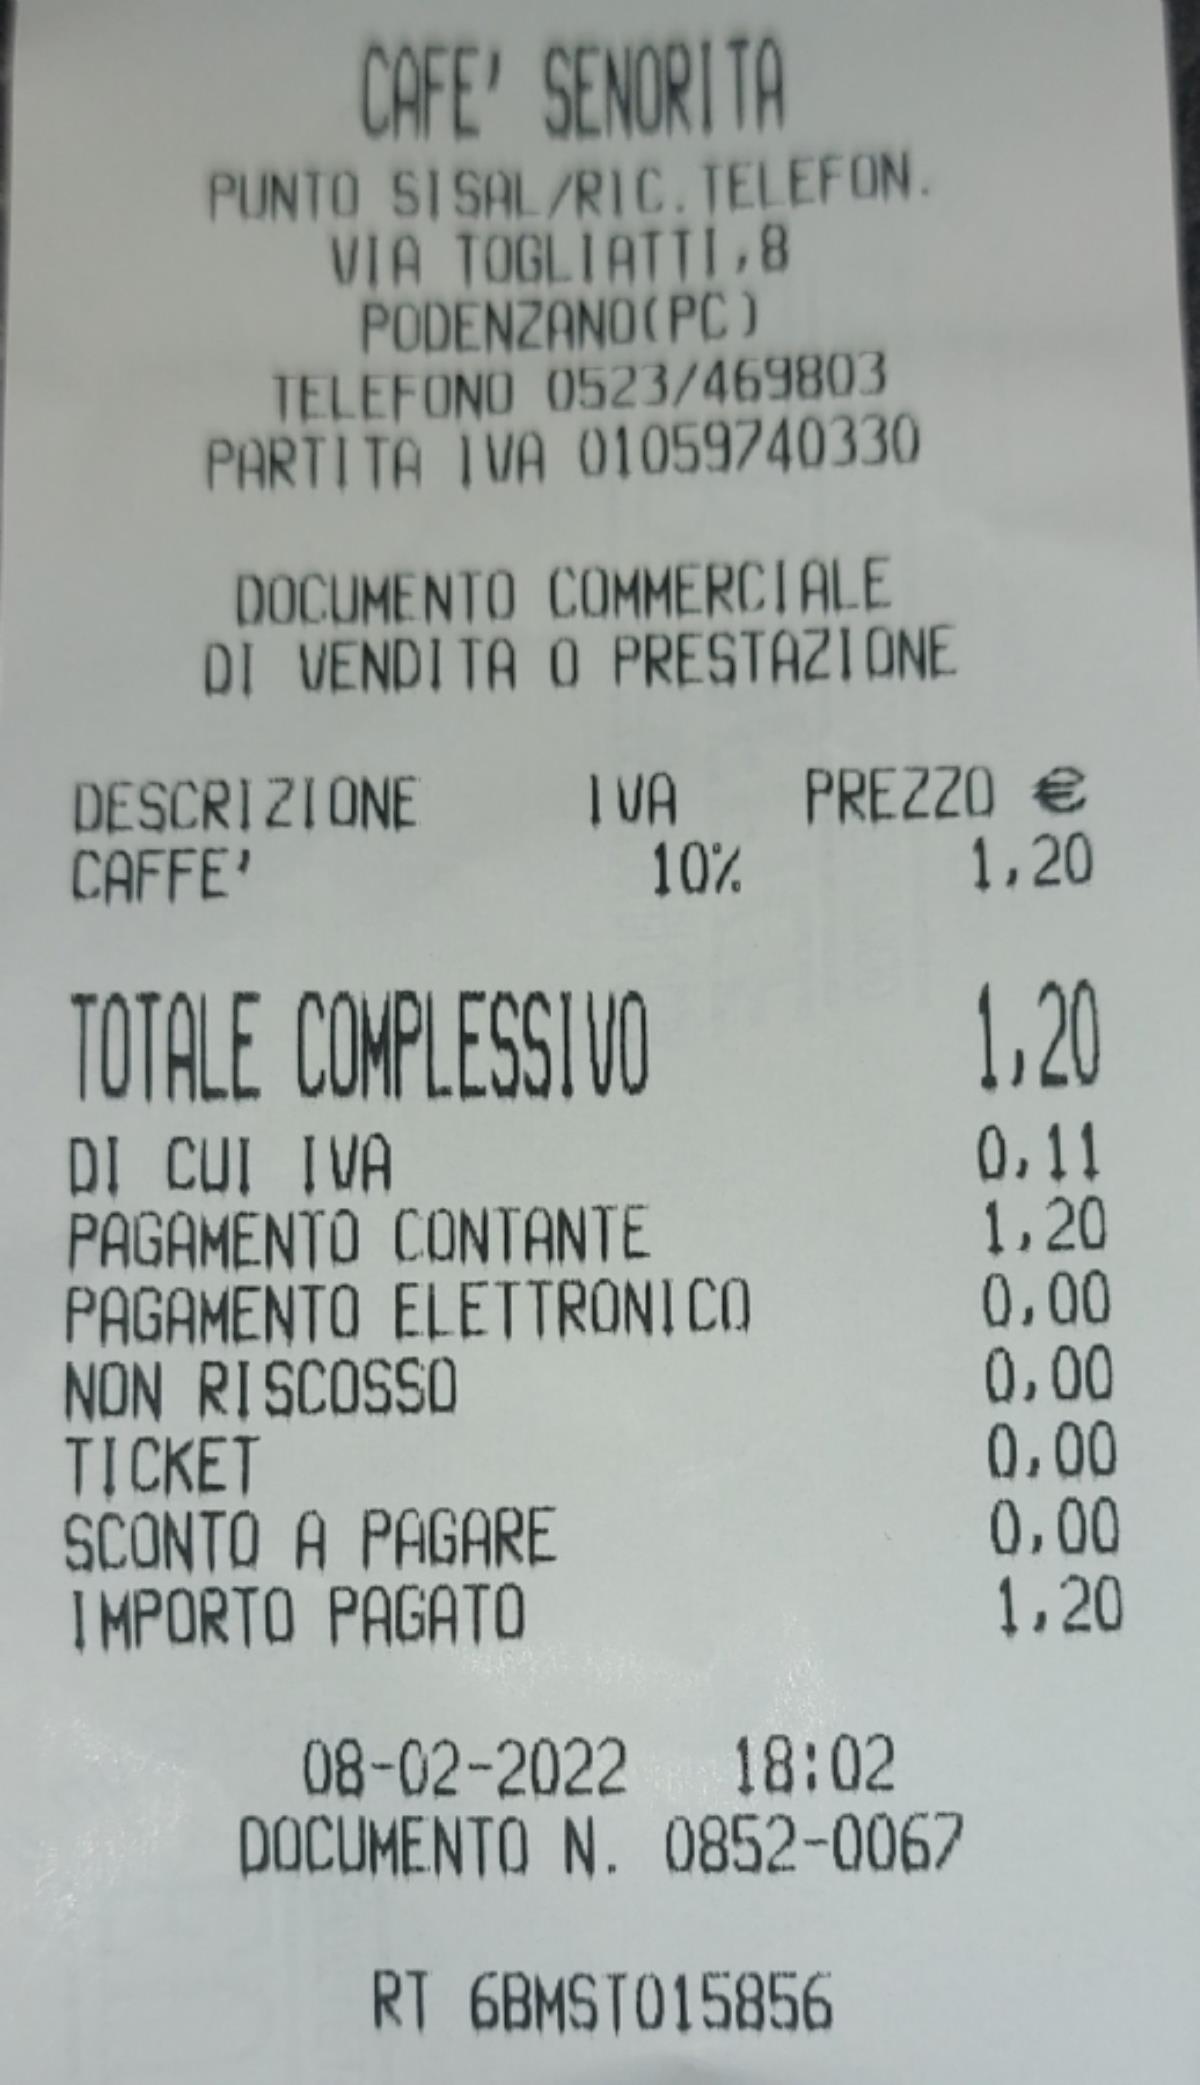 CAFE' SENORITA
PUNTO SISAL/RIC.TELEFON.
VIA TOGLIATTI,8
PODENZANO(PC)
TELEFONO 0523/469803
PARTITA IVA 01059740330
DOCUMENTO COMMERCIALE
DI VENDITA O PRESTAZIONE
DESCRIZIONE IVA PREZZO €
CAFFE' 10% 1,20
TOTALE COMPLESSIVO 1,20
DI CUI IVA 0,11
PAGAMENTO CONTANTE 1,20
PAGAMENTO ELETTRONICO 0,00
NON RISCOSSO 0,00
TICKET 0,00
SCONTO A PAGARE 0,00
IMPORTO PAGATO 1,20
08-02-2022 18:02
DOCUMENTO N. 0852-0067
RT 6BMST015856